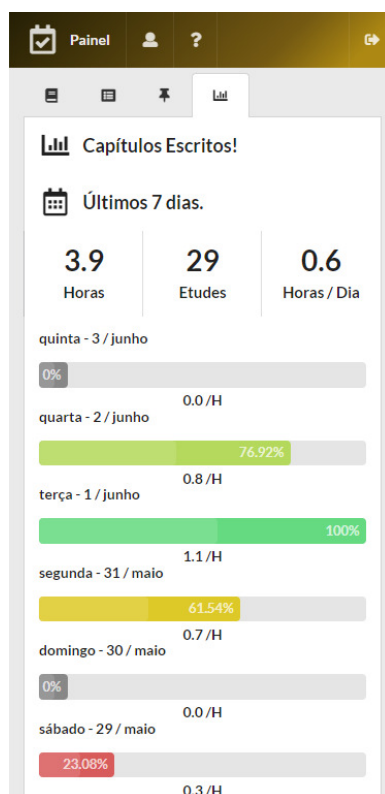 Painel ?
Capítulos Escritos!
Últimos 7 dias.
3.9 29 0.6
Horas Etudes Horas / Dia
quinta - 3 / junho
0%
0.0 /H
quarta - 2 / junho
76.92%
0.8 /H
terça - 1 / junho
100%
1.1 /H
segunda - 31 / maio
61.54%
0.7 /H
domingo - 30 / maio
0%
0.0 /H
sábado - 29 / maio
23.08%
0.3 /H